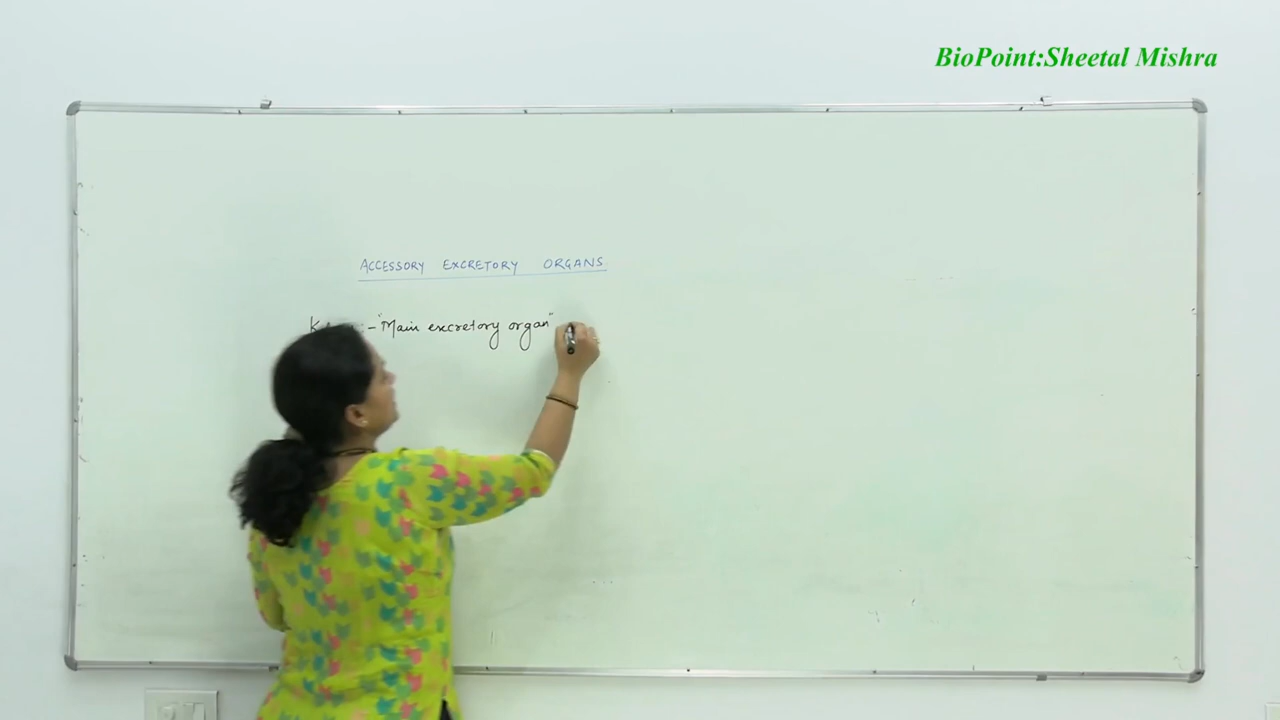 BioPoint:Sheetal Mishra
ACCESSORY EXCRETORY ORGANS
:- "Main excretory organ"